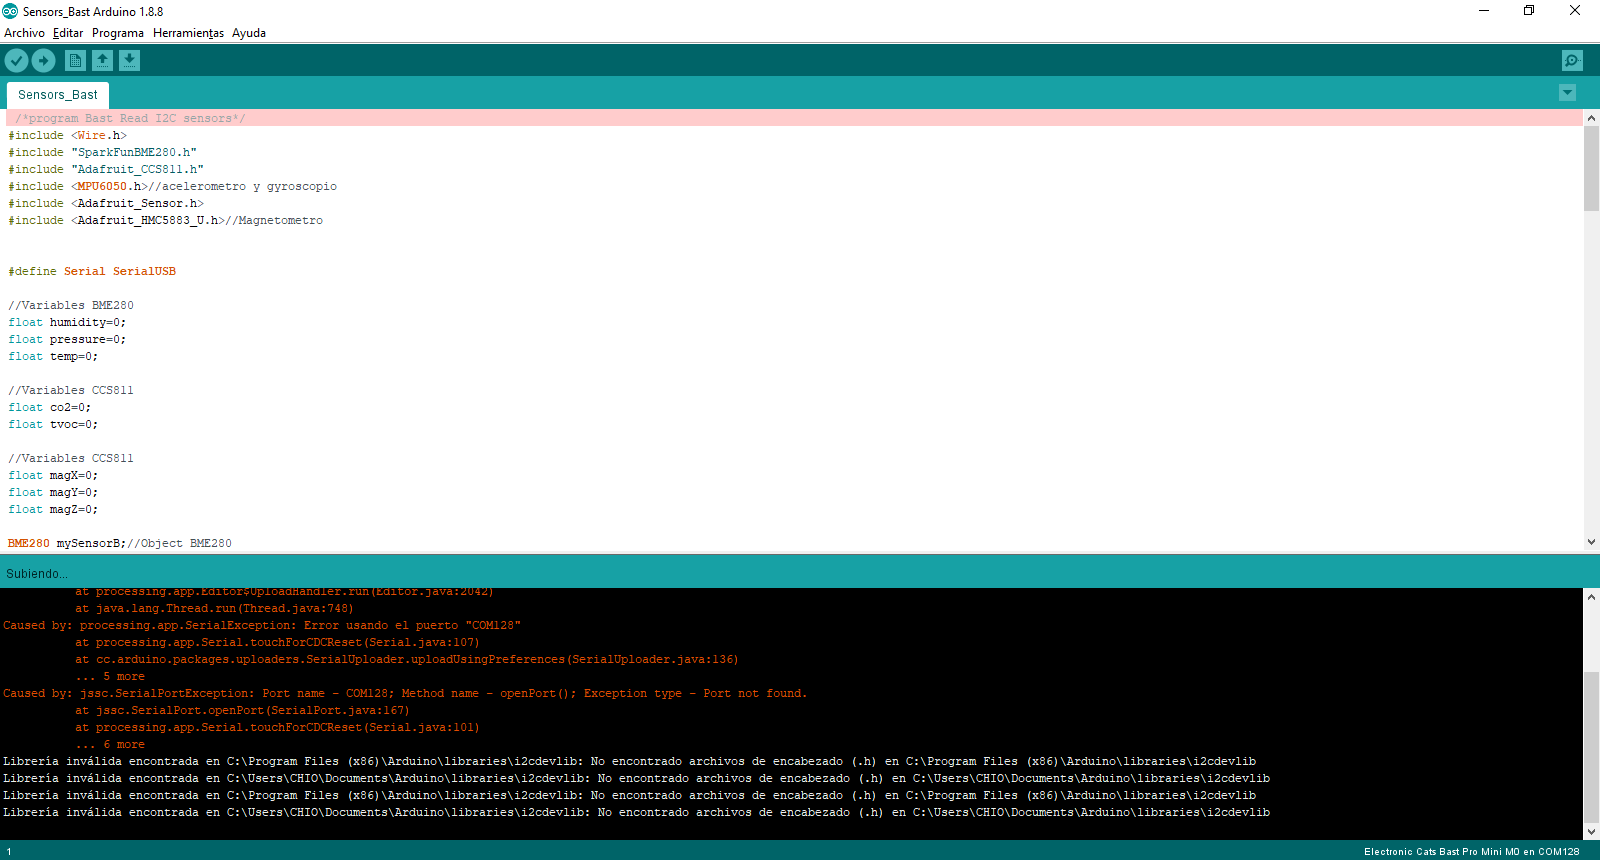 Sensors_Bast Arduino 1.8.8
Archivo Editar Programa Herramientas Ayuda
Sensors_Bast
/*program Bast Read I2C sensors*/
#include <Wire.h>
#include "SparkFunBME280.h"
#include "Adafruit_CCS811.h"
#include <MPU6050.h>//acelerometro y gyroscopio
#include <Adafruit_Sensor.h>
#include <Adafruit_HMC5883_U.h>//Magnetometro
#define Serial SerialUSB
//Variables BME280
float humidity=0;
float pressure=0;
float temp=0;
//Variables CCS811
float co2=0;
float tvoc=0;
//Variables CCS811
float magX=0;
float magY=0;
float magZ=0;
BME280 mySensorB;//Object BME280
Subiendo...
at processing.app.Editor$UploadHandler.run(Editor.java:2042)
at java.lang.Thread.run(Thread.java:748)
Caused by: processing.app.SerialException: Error usando el puerto "COM128"
at processing.app.Serial.touchForCDCReset(Serial.java:107)
at cc.arduino.packages.uploaders.SerialUploader.uploadUsingPreferences(SerialUploader.java:136)
... 5 more
Caused by: jssc.SerialPortException: Port name - COM128; Method name - openPort(); Exception type - Port not found.
at jssc.SerialPort.openPort(SerialPort.java:167)
at processing.app.Serial.touchForCDCReset(Serial.java:101)
... 6 more
Librería inválida encontrada en C:\Program Files (x86)\Arduino\libraries\i2cdevlib: No encontrado archivos de encabezado (.h) en C:\Program Files (x86)\Arduino\libraries\i2cdevlib
Librería inválida encontrada en C:\Users\CHIO\Documents\Arduino\libraries\i2cdevlib: No encontrado archivos de encabezado (.h) en C:\Users\CHIO\Documents\Arduino\libraries\i2cdevlib
Librería inválida encontrada en C:\Program Files (x86)\Arduino\libraries\i2cdevlib: No encontrado archivos de encabezado (.h) en C:\Program Files (x86)\Arduino\libraries\i2cdevlib
Librería inválida encontrada en C:\Users\CHIO\Documents\Arduino\libraries\i2cdevlib: No encontrado archivos de encabezado (.h) en C:\Users\CHIO\Documents\Arduino\libraries\i2cdevlib
1 Electronic Cats Bast Pro Mini M0 en COM128